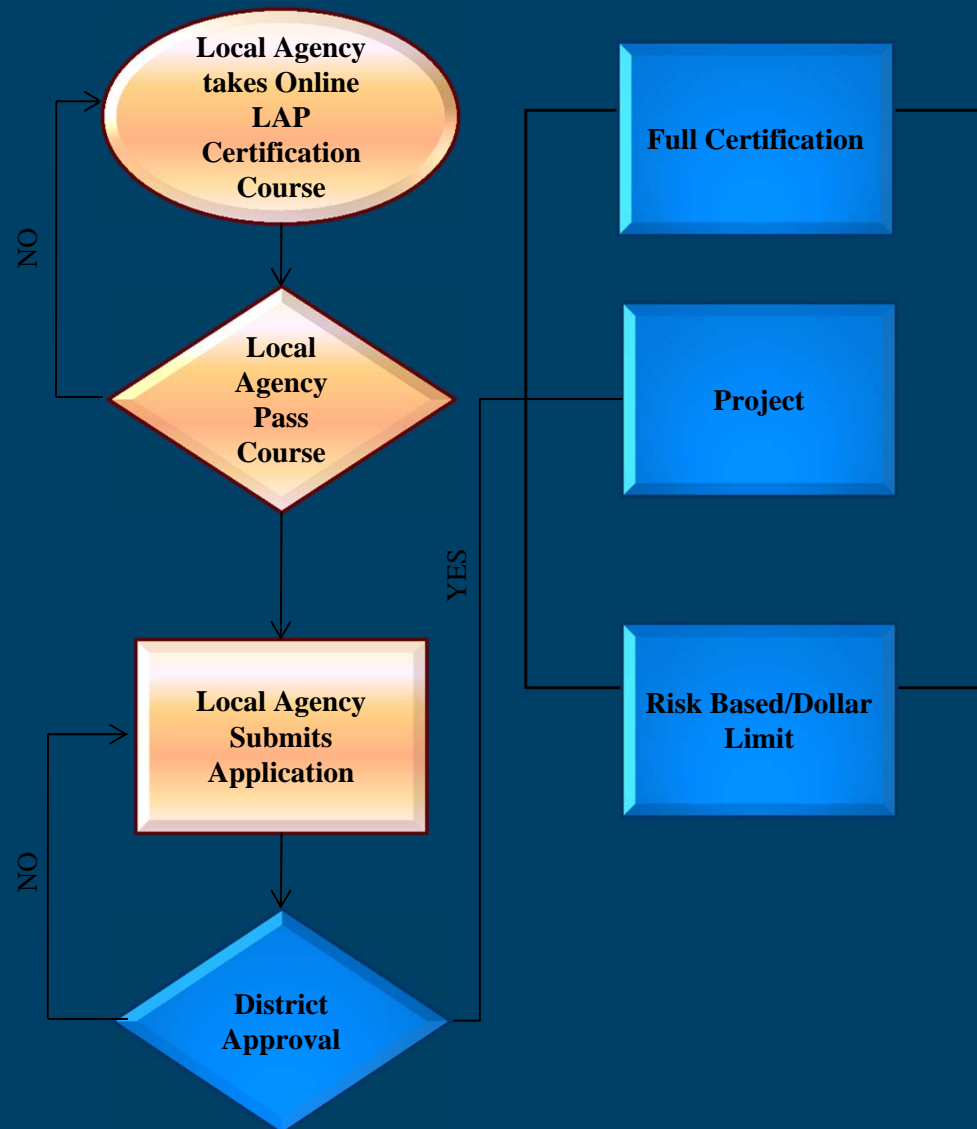 Local Agency
takes Online
LAP
Certification
Course
NO
Local
Agency
Pass
Course
Local Agency
Submits
Application
NO
District
Approval
YES
Full Certification
Project
Risk Based/Dollar
Limit